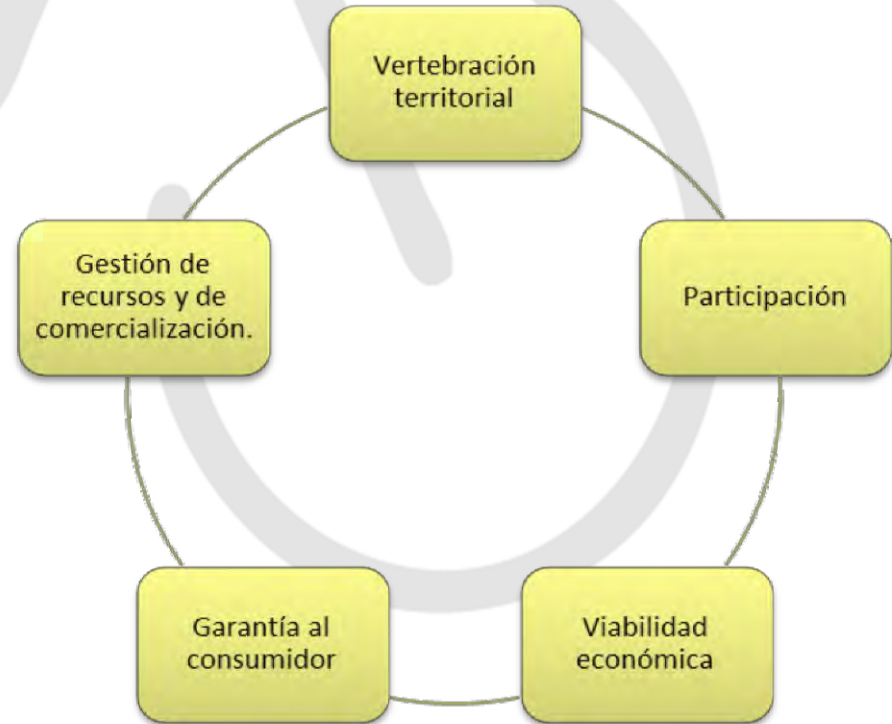 Vertebración
territorial
Participación
Viabilidad
económica
Garantía al
consumidor
Gestión de
recursos y de
comercialización.